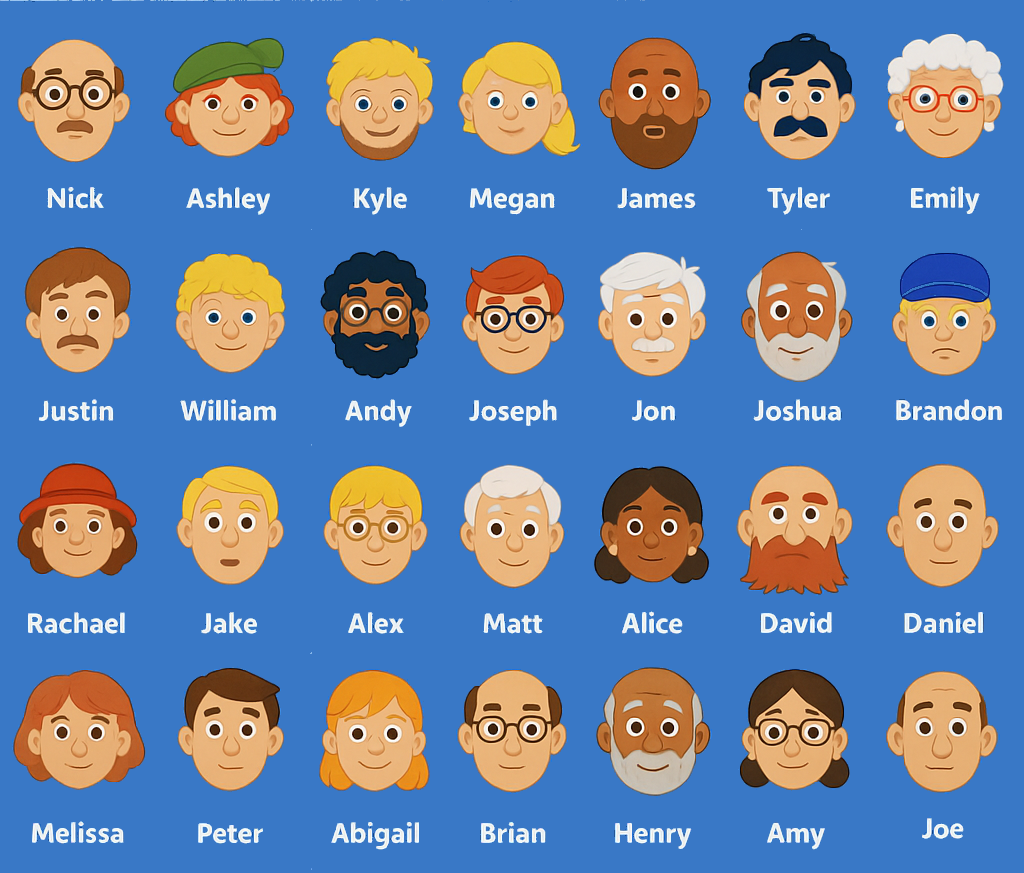 Nick Ashley Kyle Megan James Tyler Emily
Justin William Andy Joseph Jon Joshua Brandon
Rachael Jake Alex Matt Alice David Daniel
Melissa Peter Abigail Brian Henry Amy Joe